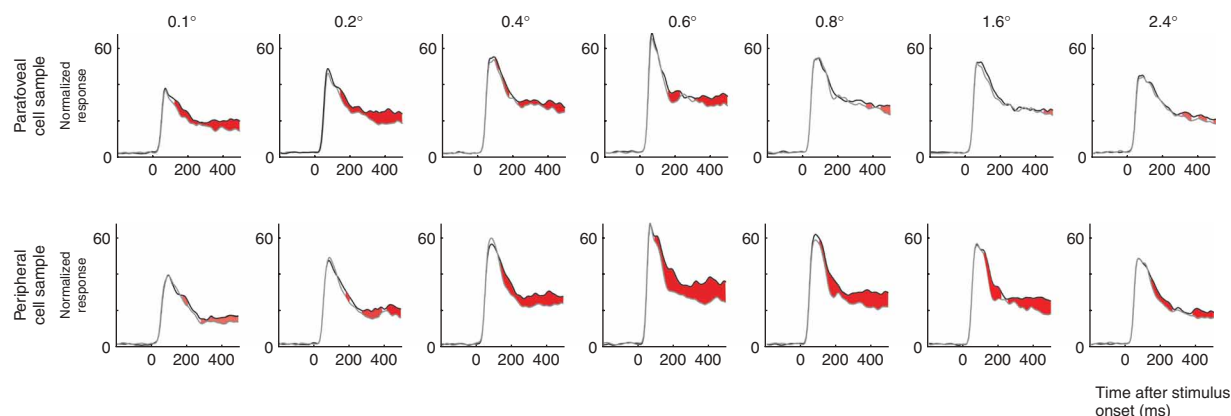 0.1° 0.2° 0.4° 0.6° 0.8° 1.6° 2.4°
Parafoveal
cell sample
Normalized
response
60 60 60 60 60 60 60
0 0 0 0 0 0 0
0 200 400 0 200 400 0 200 400 0 200 400 0 200 400 0 200 400 0 200 400
Peripheral
cell sample
Normalized
response
60 60 60 60 60 60 60
0 0 0 0 0 0 0
0 200 400 0 200 400 0 200 400 0 200 400 0 200 400 0 200 400 0 200 400
Time after stimulus
onset (ms)